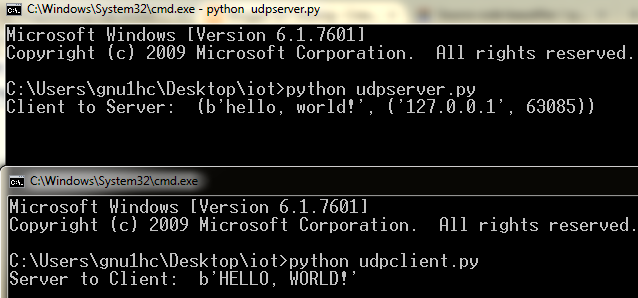 C:\Windows\System32\cmd.exe - python  udpserver.py
Microsoft Windows [Version 6.1.7601]
Copyright (c) 2009 Microsoft Corporation.  All rights reserved.
C:\Users\gnu1hc\Desktop\iot>python udpserver.py
Client to Server:  (b'hello, world!', ('127.0.0.1', 63085))
C:\Windows\System32\cmd.exe
Microsoft Windows [Version 6.1.7601]
Copyright (c) 2009 Microsoft Corporation.  All rights reserved.
C:\Users\gnu1hc\Desktop\iot>python udpclient.py
Server to Client:  b'HELLO, WORLD!'